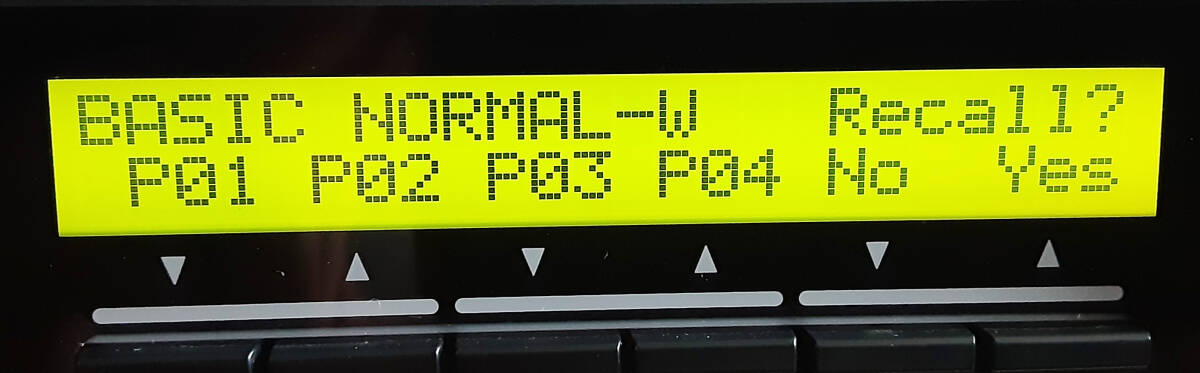 BASIC NORMAL-W Recall?
P01 P02 P03 P04 No Yes